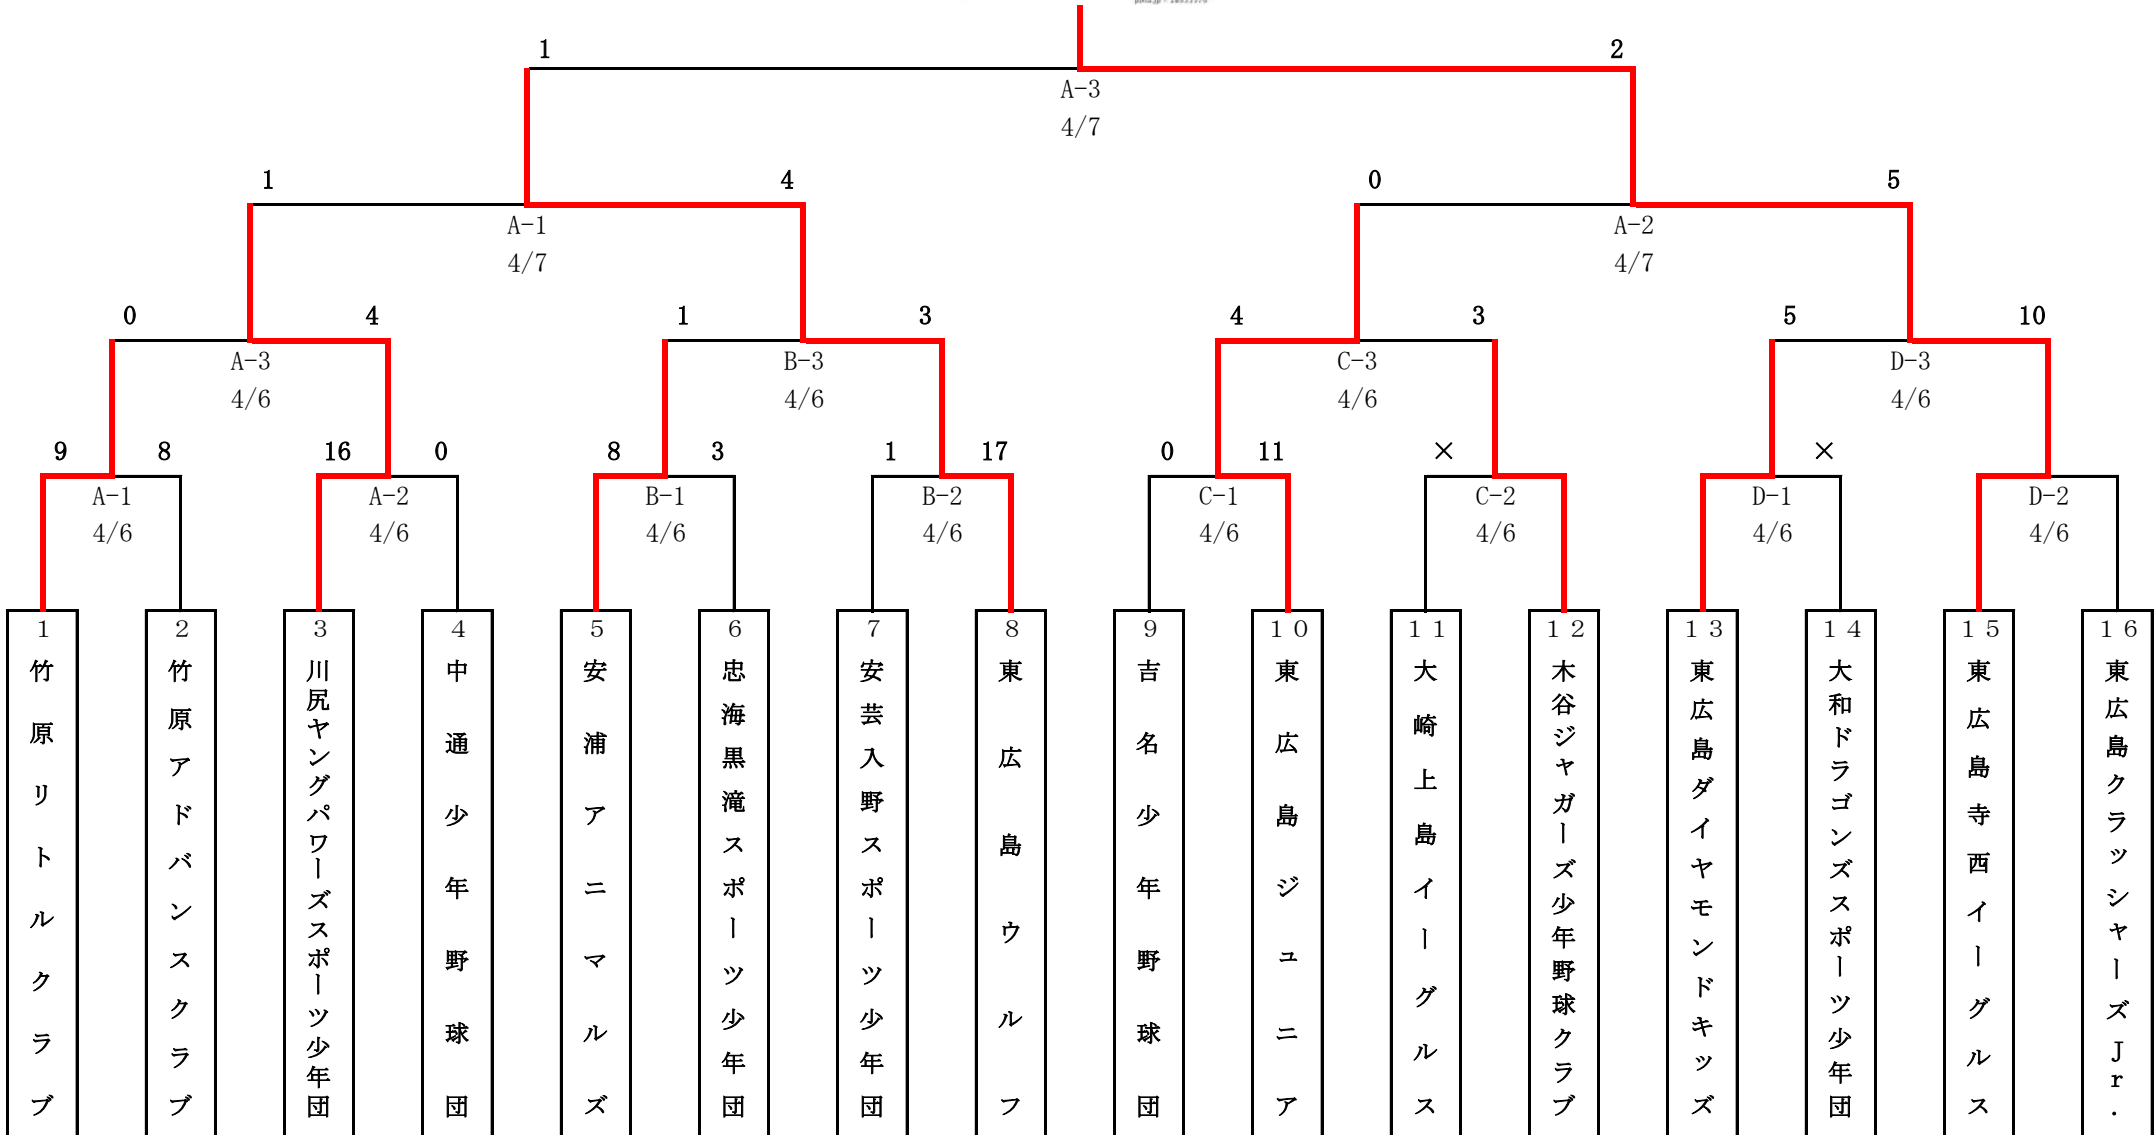 1 2
A-3
4/7
1 4 0 5
A-1 A-2
4/7 4/7
0 4 1 3 4 3 5 10
A-3 B-3 C-3 D-3
4/6 4/6 4/6 4/6
9 8 16 0 8 3 1 17 0 11 × ×
A-1 A-2 B-1 B-2 C-1 C-2 D-1 D-2
4/6 4/6 4/6 4/6 4/6 4/6 4/6 4/6
1 竹原リトルクラブ
2 竹原アドバンスクラブ
3 川尻ヤングパワーズスポーツ少年団
4 中通少年野球団
5 安浦アニマルズ
6 忠海黒滝スポーツ少年団
7 安芸入野スポーツ少年団
8 東広島ウルフ
9 吉名少年野球団
10 東広島ジュニア
11 大崎上島イーグルス
12 木谷ジャガーズ少年野球クラブ
13 東広島ダイヤモンドキッズ
14 大和ドラゴンズスポーツ少年団
15 東広島寺西イーグルス
16 東広島クラッシャーズJr.